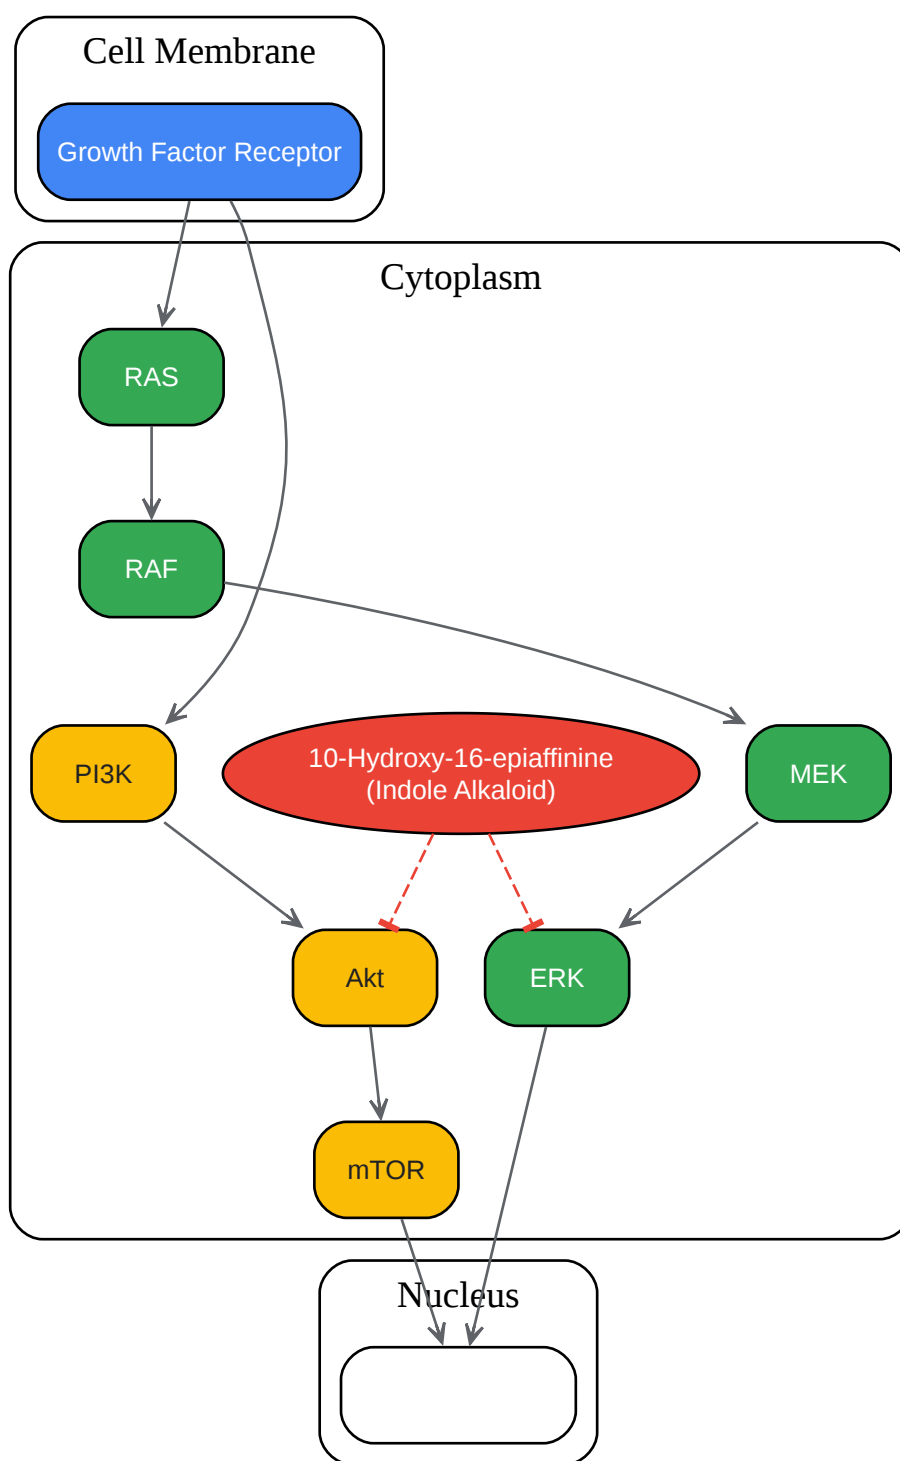 Cell Membrane
Growth Factor Receptor
Cytoplasm
RAS
RAF
PI3K
10-Hydroxy-16-epiaffinine
(Indole Alkaloid)
MEK
Akt
ERK
mTOR
Nucleus